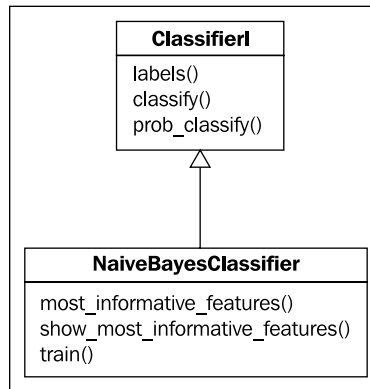 ClassifierI
labels()
classify()
prob_classify()
NaiveBayesClassifier
most_informative_features()
show_most_informative_features()
train()